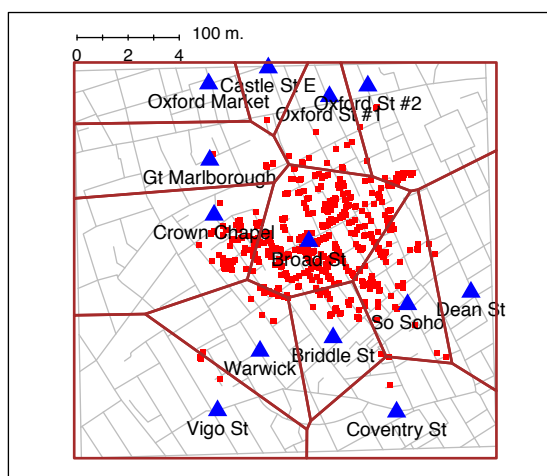 100 m.
0 2 4
Castle St E
Oxford Market
Oxford St #2
Oxford St #1
Gt Marlborough
Crown Chapel
Broad St
Dean St
So Soho
Briddle St
Warwick
Vigo St
Coventry St